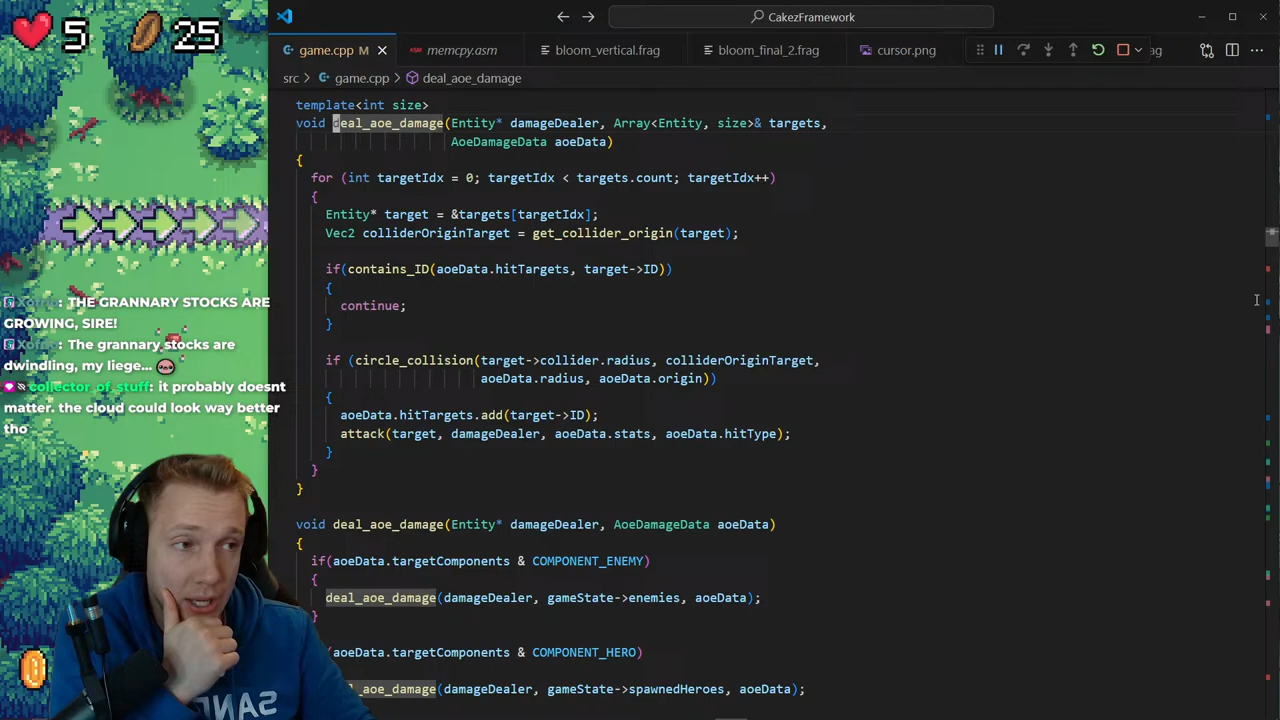 5
25
CakezFramework
game.cpp M
memcpy.asm
bloom_vertical.frag
bloom_final_2.frag
cursor.png
ag
src > game.cpp > deal_aoe_damage
template<int size>
void deal_aoe_damage(Entity* damageDealer, Array<Entity, size>& targets,
AoeDamageData aoeData)
{
for (int targetIdx = 0; targetIdx < targets.count; targetIdx++)
{
Entity* target = &targets[targetIdx];
Vec2 colliderOriginTarget = get_collider_origin(target);
if(contains_ID(aoeData.hitTargets, target->ID))
{
continue;
}
if (circle_collision(target->collider.radius, colliderOriginTarget,
aoeData.radius, aoeData.origin))
{
aoeData.hitTargets.add(target->ID);
attack(target, damageDealer, aoeData.stats, aoeData.hitType);
}
}
}
void deal_aoe_damage(Entity* damageDealer, AoeDamageData aoeData)
{
if(aoeData.targetComponents & COMPONENT_ENEMY)
{
deal_aoe_damage(damageDealer, gameState->enemies, aoeData);
}
(aoeData.targetComponents & COMPONENT_HERO)
l_aoe_damage(damageDealer, gameState->spawnedHeroes, aoeData);
Xofric: THE GRANNARY STOCKS ARE
GROWING, SIRE!
Xofric: The grannary stocks are
dwindling, my liege...
collector_of_stuff: it probably doesnt
matter. the cloud could look way better
tho